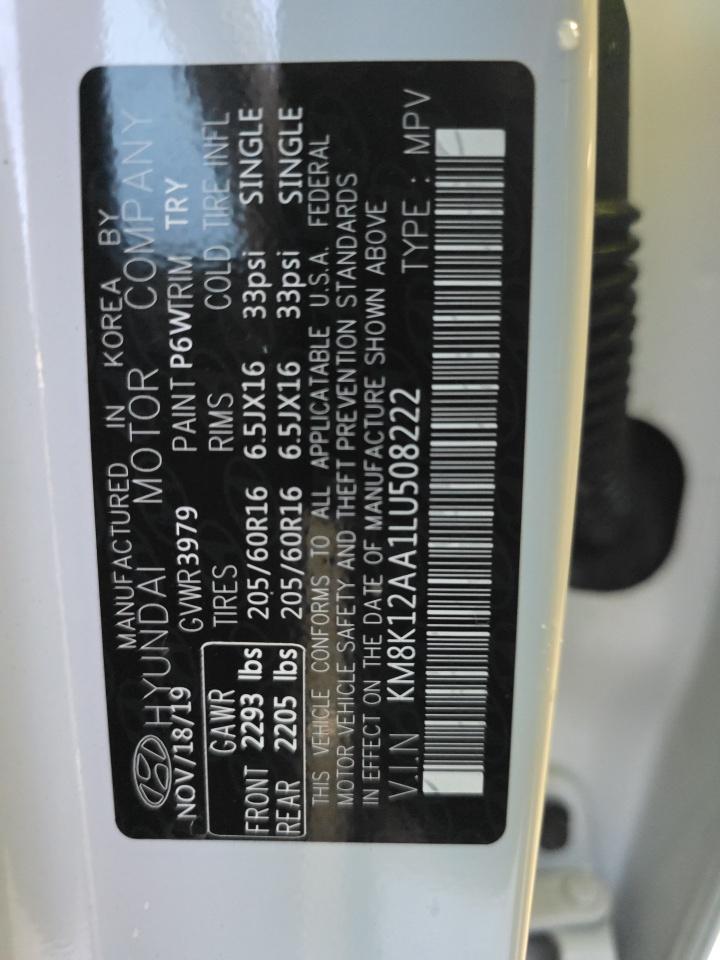 MANUFACTURED IN KOREA BY
HYUNDAI MOTOR COMPANY
NOV/18/19 GVWR3979 PAINT P6WTRIM TRY
GAWR TIRES RIMS COLD TIRE INFL
FRONT 2293 lbs 205/60R16 6.5JX16 33psi SINGLE
REAR 2205 lbs 205/60R16 6.5JX16 33psi SINGLE
THIS VEHICLE CONFORMS TO ALL APPLICATABLE U.S.A. FEDERAL
MOTOR VEHICLE SAFETY AND THEFT PREVENTION STANDARDS
IN EFFECT ON THE DATE OF MANUFACTURE SHOWN ABOVE
V.I.N KM8K12AA1LU508222 TYPE : MPV